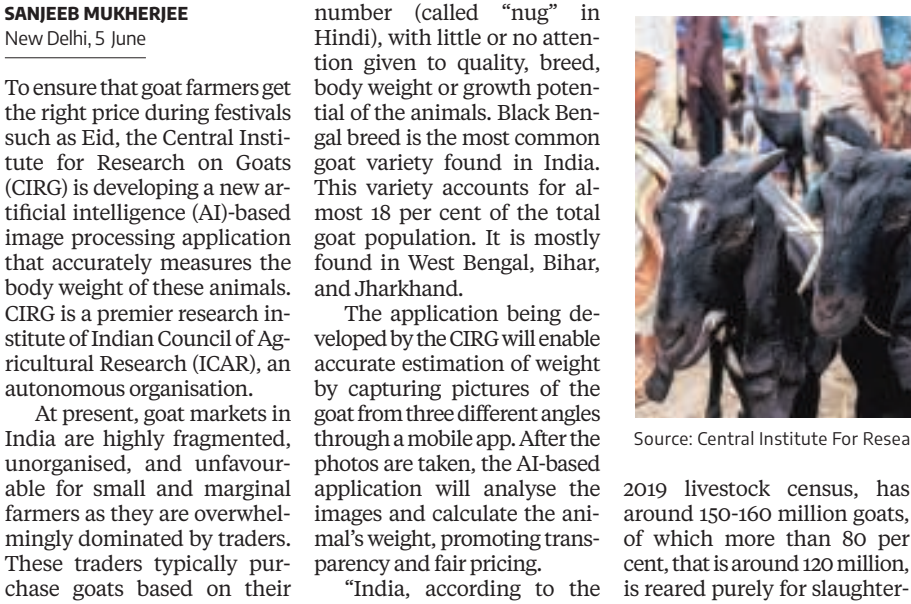 SANJEEB MUKHERJEE
New Delhi, 5 June
To ensure that goat farmers get
the right price during festivals
such as Eid, the Central Insti-
tute for Research on Goats
(CIRG) is developing a new ar-
tificial intelligence (AI)-based
image processing application
that accurately measures the
body weight of these animals.
CIRG is a premier research in-
stitute of Indian Council of Ag-
ricultural Research (ICAR), an
autonomous organisation.
At present, goat markets in
India are highly fragmented,
unorganised, and unfavour-
able for small and marginal
farmers as they are overwhel-
mingly dominated by traders.
These traders typically pur-
chase goats based on their
number (called “nug” in
Hindi), with little or no atten-
tion given to quality, breed,
body weight or growth poten-
tial of the animals. Black Ben-
gal breed is the most common
goat variety found in India.
This variety accounts for al-
most 18 per cent of the total
goat population. It is mostly
found in West Bengal, Bihar,
and Jharkhand.
The application being de-
veloped by the CIRG will enable
accurate estimation of weight
by capturing pictures of the
goat from three different angles
through a mobile app. After the
photos are taken, the AI-based
application will analyse the
images and calculate the ani-
mal’s weight, promoting trans-
parency and fair pricing.
“India, according to the
Source: Central Institute For Resea
2019 livestock census, has
around 150-160 million goats,
of which more than 80 per
cent, that is around 120 million,
is reared purely for slaughter-